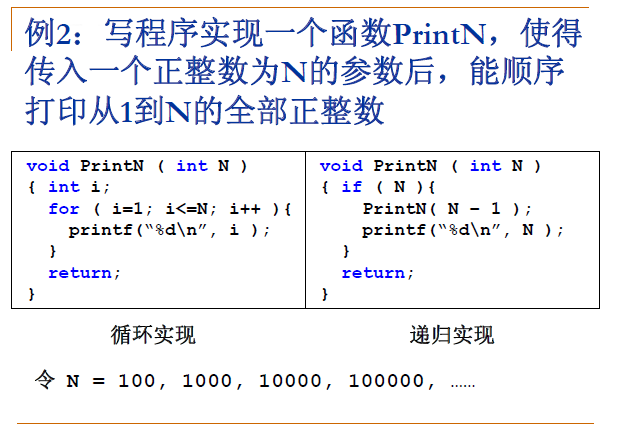 例2：写程序实现一个函数PrintN，使得
传入一个正整数为N的参数后，能顺序
打印从1到N的全部正整数
void PrintN ( int N )
{ int i;
for ( i=1; i<=N; i++ ){
printf(“%d\n”, i );
}
return;
}
void PrintN ( int N )
{ if ( N ){
PrintN( N - 1 );
printf(“%d\n”, N );
}
return;
}
循环实现
递归实现
令 N = 100, 1000, 10000, 100000, ……